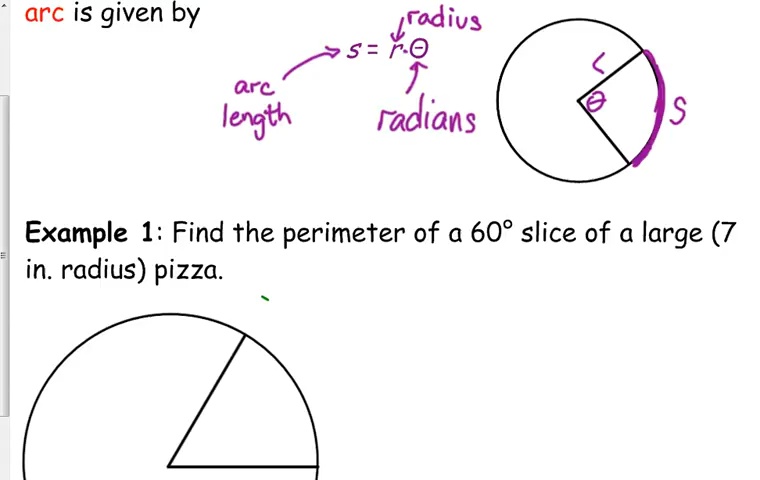 arc is given by
radius
s = r·Θ
arc
length
radians
r
Θ
S
Example 1: Find the perimeter of a 60° slice of a large (7
in. radius) pizza.